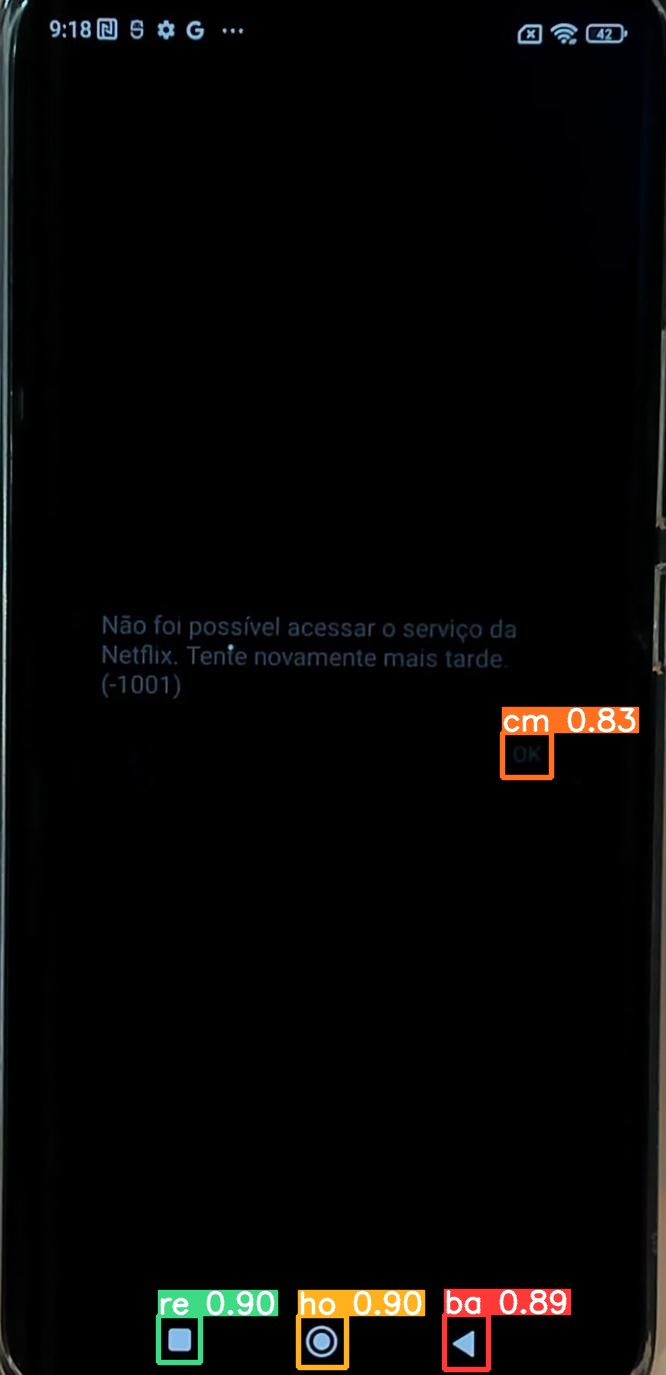 9:18 G ...
42
Não foi possível acessar o serviço da
Netflix. Tente novamente mais tarde.
(-1001)
cm 0.83
OK
re 0.90 ho 0.90 ba 0.89